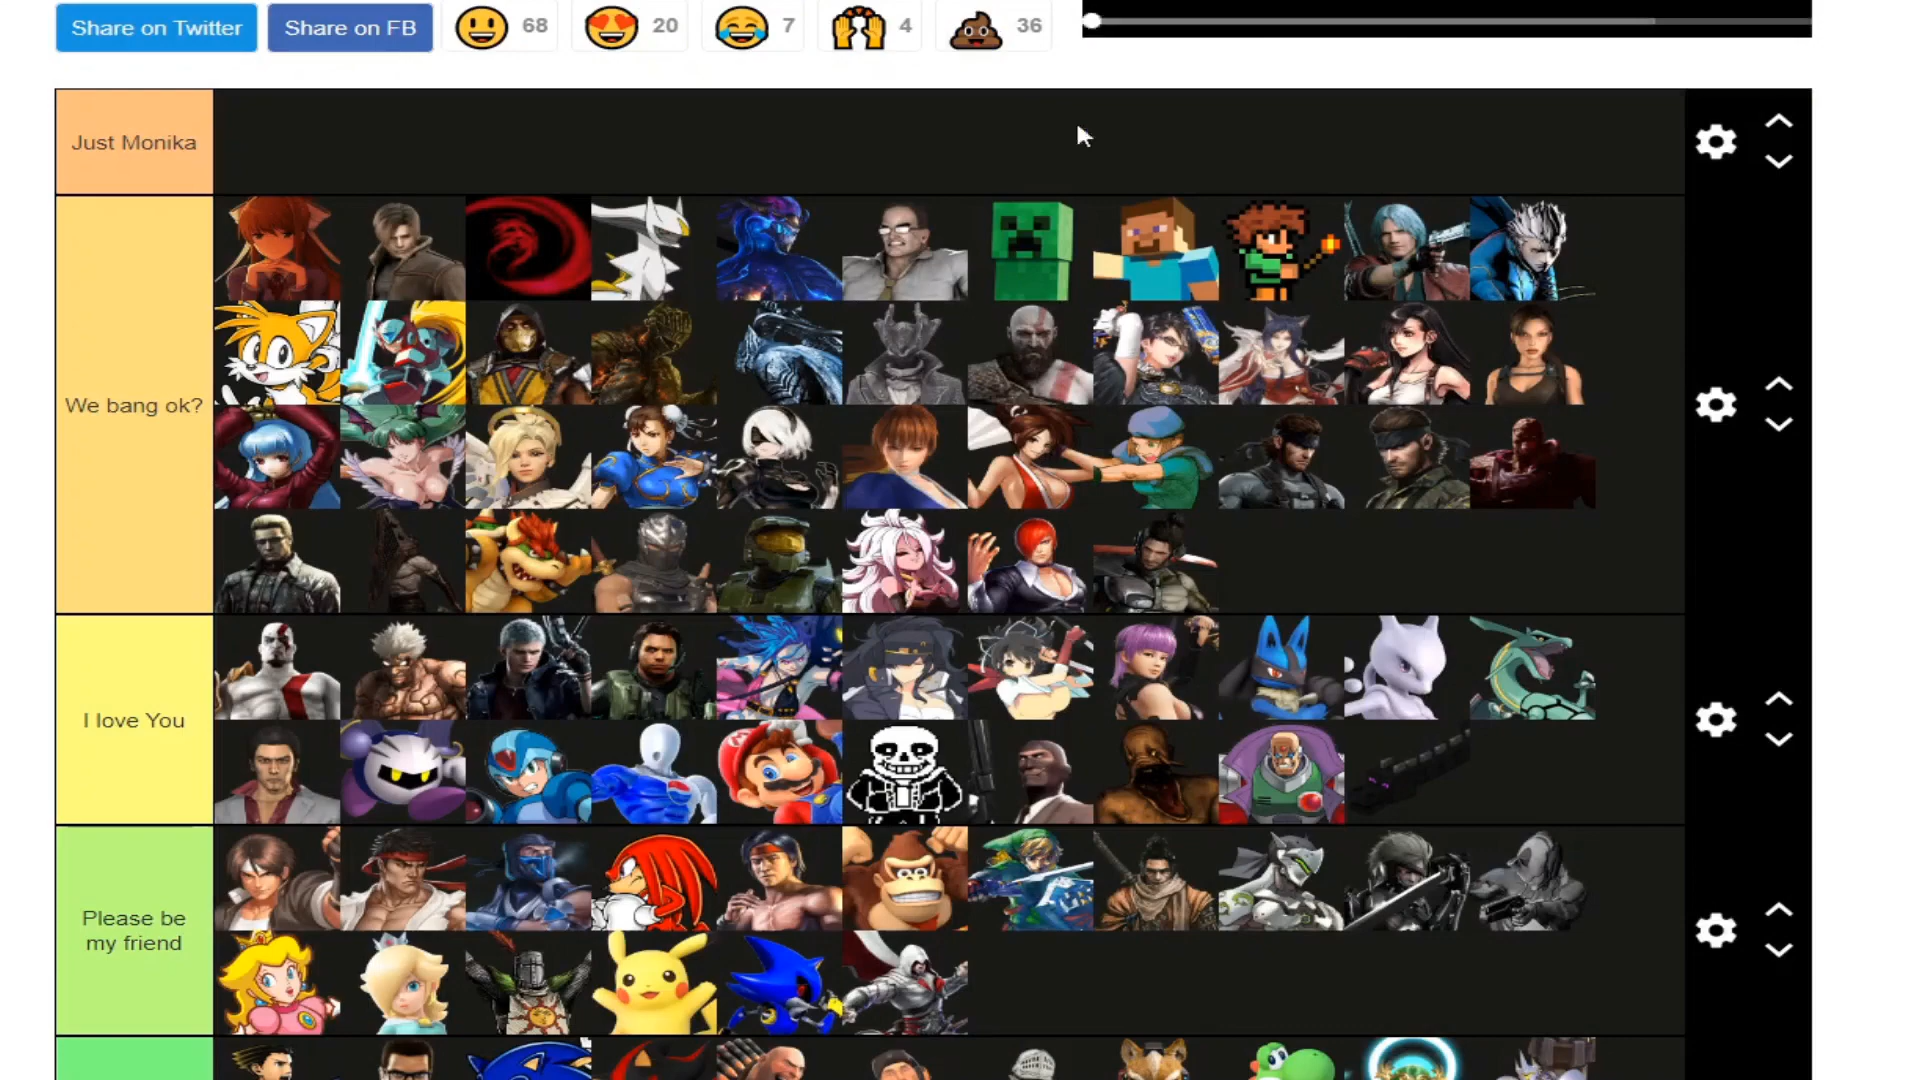 Share on Twitter
Share on FB
68
20
7
4
36
Just Monika
We bang ok?
I love You
Please be
my friend